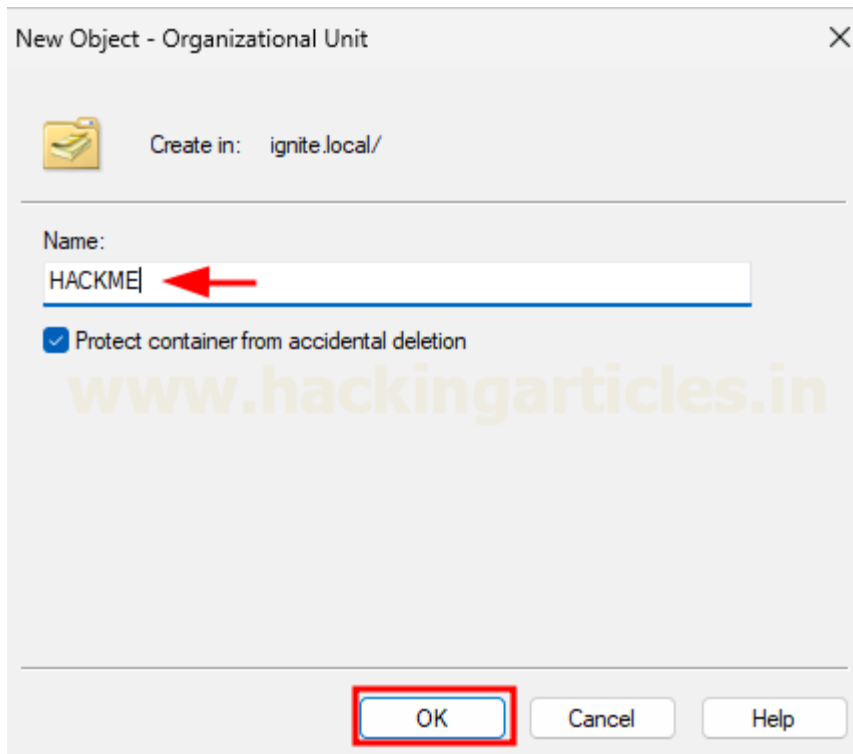 New Object - Organizational Unit
Create in: ignite.local/
Name:
HACKME
Protect container from accidental deletion
www.hackingarticles.in
OK Cancel Help